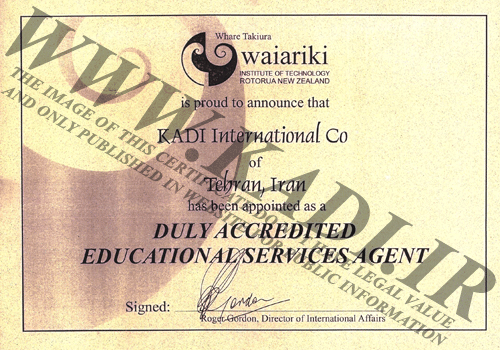 Whare Takiura
waiariki
INSTITUTE OF TECHNOLOGY
ROTORUA NEW ZEALAND
is proud to announce that
KADI International Co
of
Tehran, Iran
has been appointed as a
DULY ACCREDITED
EDUCATIONAL SERVICES AGENT
Signed:
Roger Gordon, Director of International Affairs
WWW.KADI.IR
THE IMAGE OF THIS CERTIFICATE DON'T HAVE LEGAL VALUE
AND ONLY PUBLISHED IN WEBSITE FOR PUBLIC INFORMATION